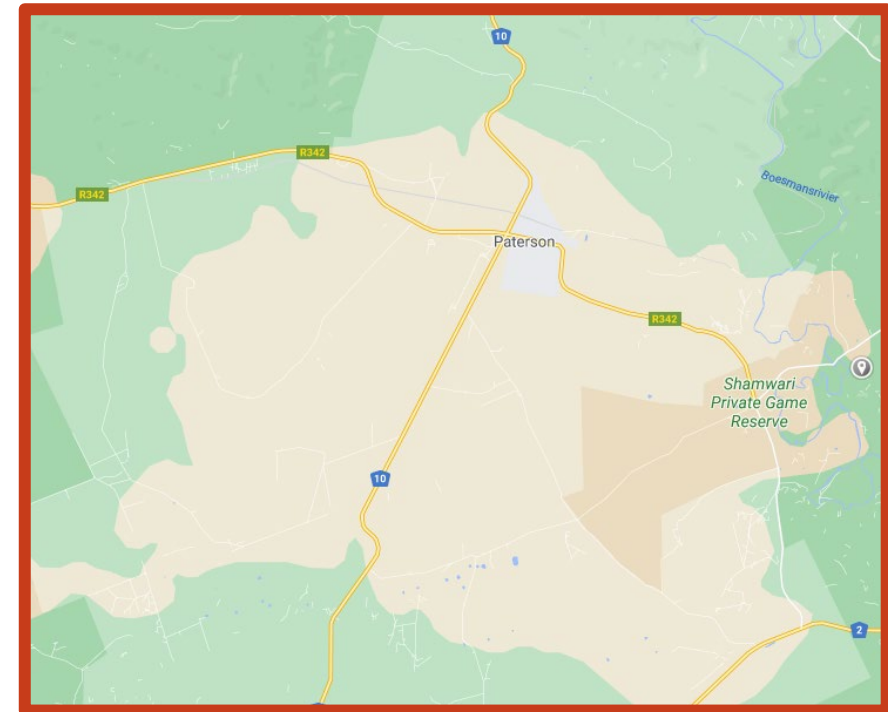 10
R342
R342
Boesmansrivier
Paterson
R342
Shamwari
Private Game
Reserve
10
2